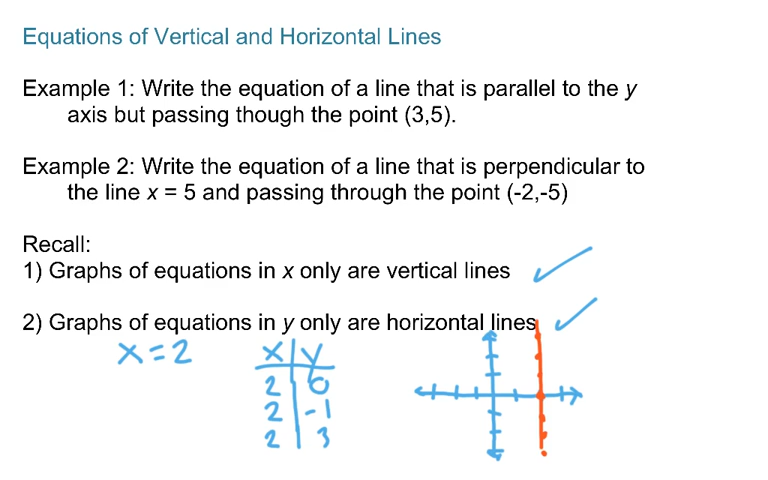 Equations of Vertical and Horizontal Lines
Example 1: Write the equation of a line that is parallel to the y
axis but passing though the point (3,5).
Example 2: Write the equation of a line that is perpendicular to
the line x = 5 and passing through the point (-2,-5)
Recall:
1) Graphs of equations in x only are vertical lines
2) Graphs of equations in y only are horizontal lines
x=2
x y
2 0
2 -1
2 3